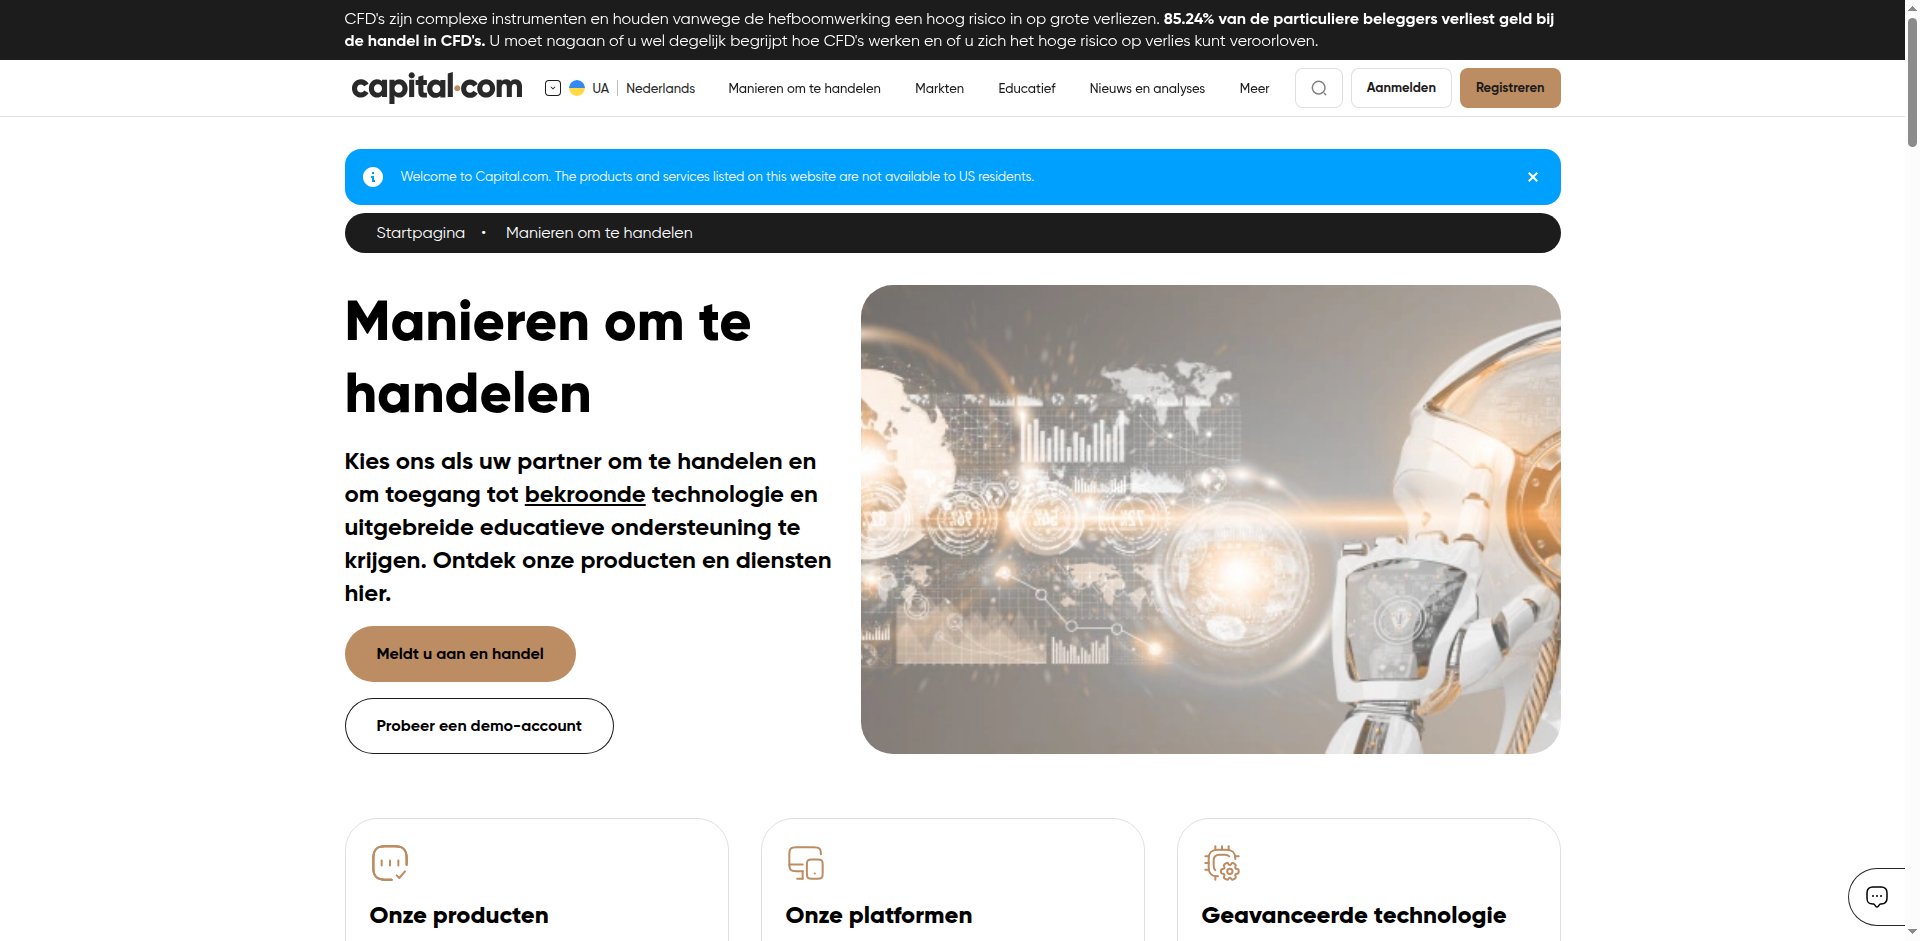 CFD's zijn complexe instrumenten en houden vanwege de hefboomwerking een hoog risico in op grote verliezen. 85.24% van de particuliere beleggers verliest geld bij
de handel in CFD's. U moet nagaan of u wel degelijk begrijpt hoe CFD's werken en of u zich het hoge risico op verlies kunt veroorloven.
capital.com UA Nederlands Manieren om te handelen Markten Educatief Nieuws en analyses Meer Aanmelden Registreren
Welcome to Capital.com. The products and services listed on this website are not available to US residents.
Startpagina • Manieren om te handelen
Manieren om te
handelen
Kies ons als uw partner om te handelen en
om toegang tot bekroonde technologie en
uitgebreide educatieve ondersteuning te
krijgen. Ontdek onze producten en diensten
hier.
Meldt u aan en handel
Probeer een demo-account
Onze producten
Onze platformen
Geavanceerde technologie